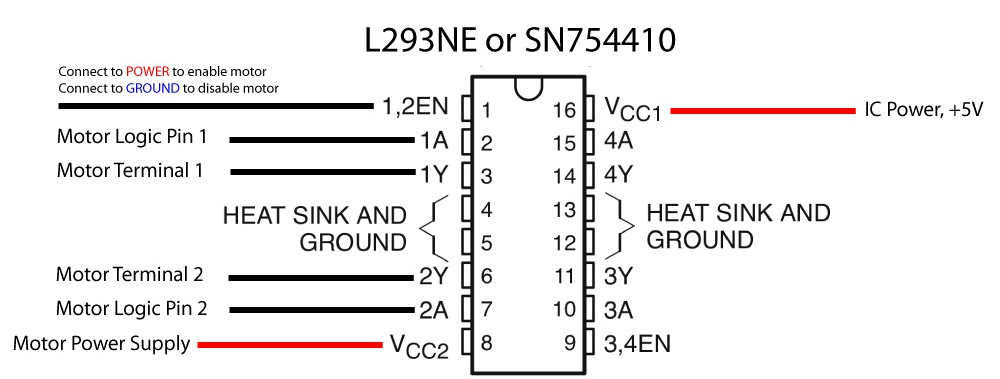 L293NE or SN754410
Connect to POWER to enable motor
Connect to GROUND to disable motor
1,2EN 1 16 VCC1 IC Power, +5V
Motor Logic Pin 1 1A 2 15 4A
Motor Terminal 1 1Y 3 14 4Y
HEAT SINK AND 4 13 HEAT SINK AND
GROUND 5 12 GROUND
Motor Terminal 2 2Y 6 11 3Y
Motor Logic Pin 2 2A 7 10 3A
Motor Power Supply VCC2 8 9 3,4EN